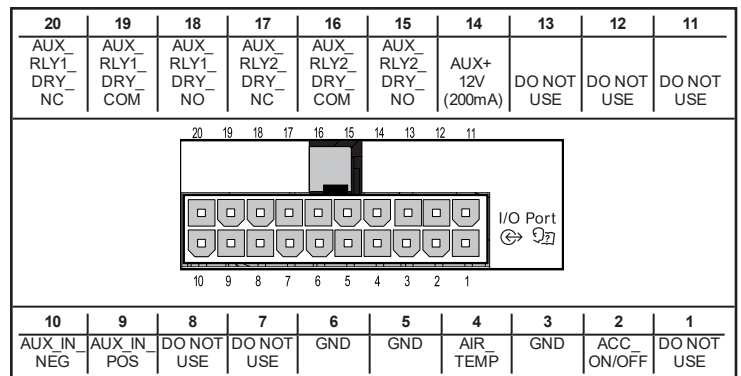 20 19 18 17 16 15 14 13 12 11
AUX_ AUX_ AUX_ AUX_ AUX_ AUX_
RLY1_ RLY1_ RLY1_ RLY2_ RLY2_ RLY2_ AUX+
DRY_ DRY_ DRY_ DRY_ DRY_ DRY_ 12V DO NOT DO NOT DO NOT
NC COM NO NC COM NO (200mA) USE USE USE
20 19 18 17 16 15 14 13 12 11
I/O Port
?
10 9 8 7 6 5 4 3 2 1
10 9 8 7 6 5 4 3 2 1
AUX_IN_ AUX_IN_ DO NOT DO NOT GND GND AIR_ GND ACC_ DO NOT
NEG POS USE USE TEMP ON/OFF USE